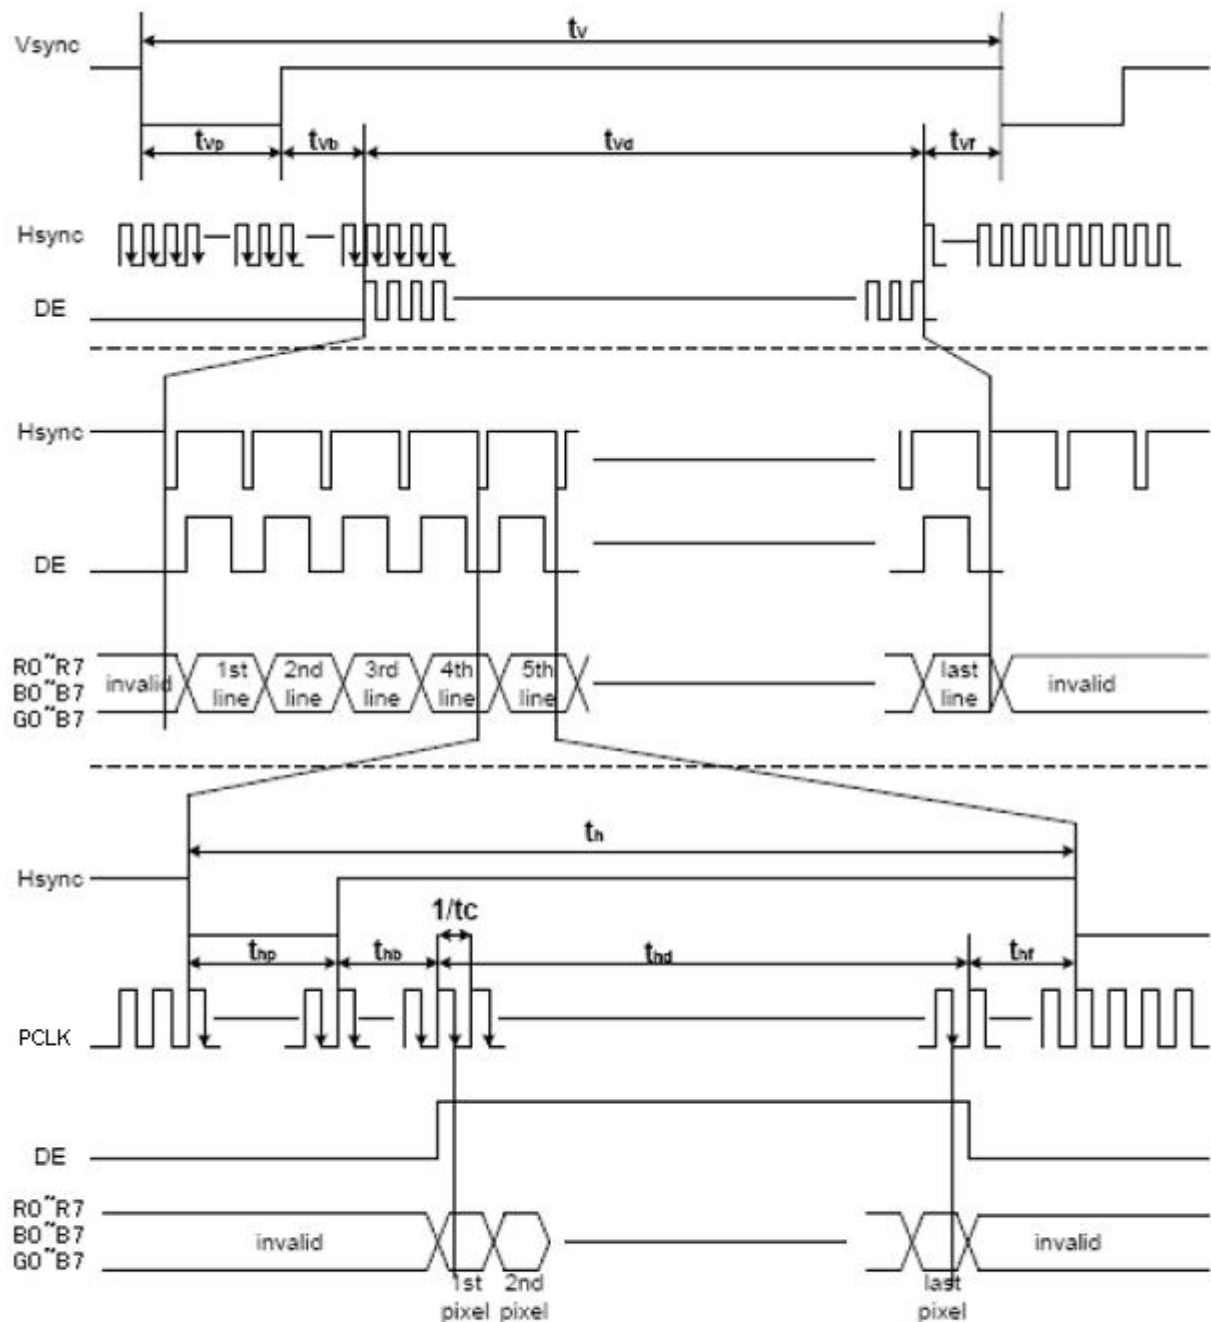 tv
Vsync
tvp
tvb
tvd
tvf
Hsync
DE
Hsync
DE
R0~R7
B0~B7
G0~B7
invalid
1st
line
2nd
line
3rd
line
4th
line
5th
line
last
line
invalid
th
Hsync
1/tc
thp
thb
thd
thf
PCLK
DE
R0~R7
B0~B7
G0~B7
invalid
invalid
1st
pixel
2nd
pixel
last
pixel